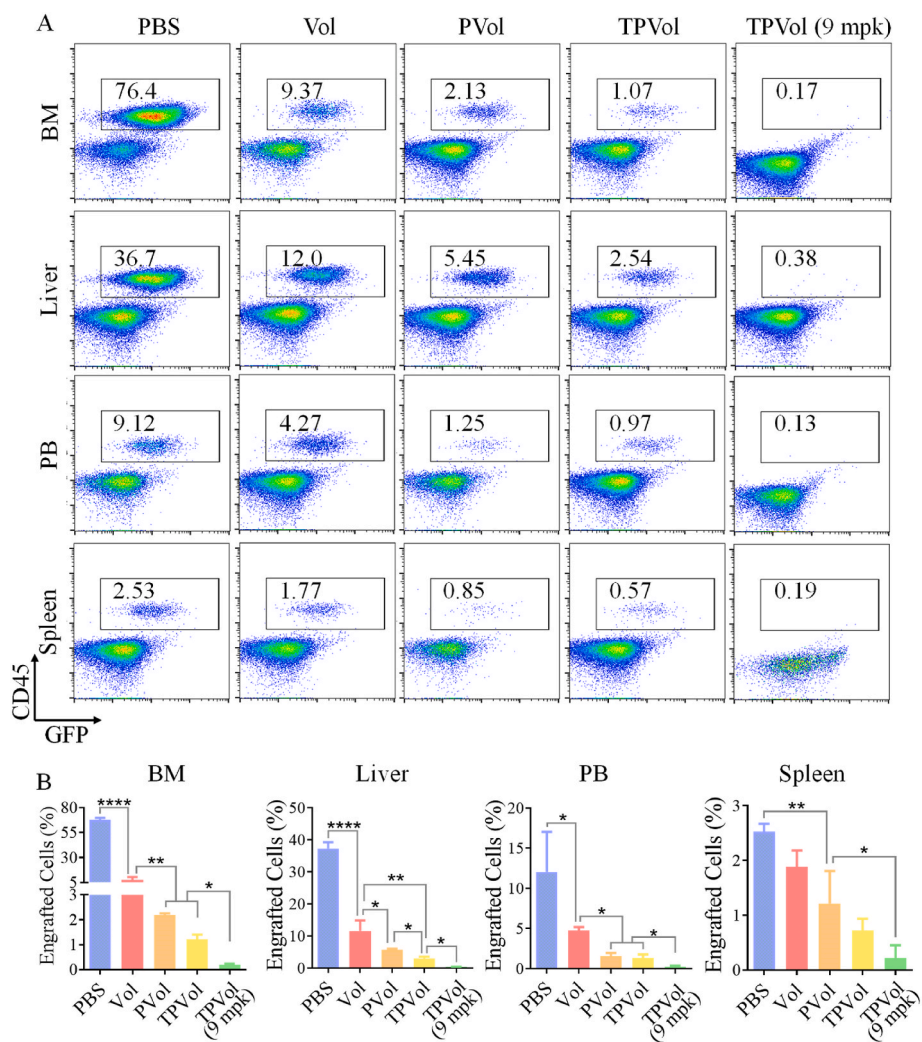 A
PBS Vol PVol TPVol TPVol (9 mpk)
BM 76.4 9.37 2.13 1.07 0.17
Liver 36.7 12.0 5.45 2.54 0.38
PB 9.12 4.27 1.25 0.97 0.13
Spleen 2.53 1.77 0.85 0.57 0.19
CD45
GFP
B
BM
Engrafted Cells (%)
80
55
30
5
3
2
1
0
**** ** *
PBS Vol PVol TPVol TPVol (9 mpk)
Liver
Engrafted Cells (%)
50
40
30
20
10
0
**** ** * * *
PBS Vol PVol TPVol TPVol (9 mpk)
PB
Engrafted Cells (%)
20
15
10
5
0
* * *
PBS Vol PVol TPVol TPVol (9 mpk)
Spleen
Engrafted Cells (%)
3
2
1
0
** *
PBS Vol PVol TPVol TPVol (9 mpk)